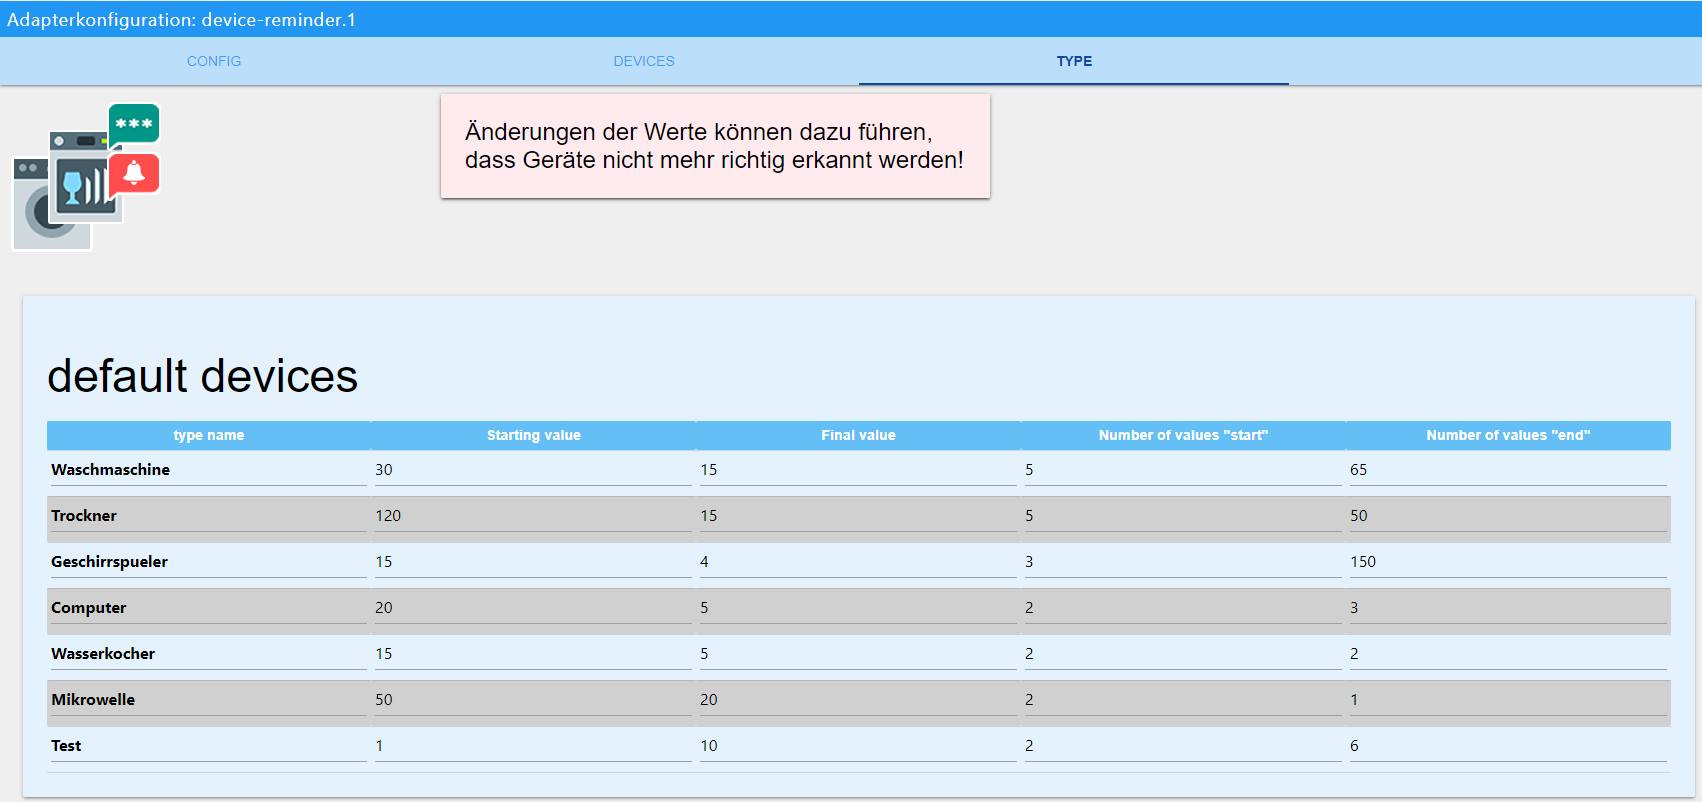 Adapterkonfiguration: device-reminder.1
CONFIG DEVICES TYPE
***
Änderungen der Werte können dazu führen,
dass Geräte nicht mehr richtig erkannt werden!
default devices
type name Starting value Final value Number of values "start" Number of values "end"
Waschmaschine 30 15 5 65
Trockner 120 15 5 50
Geschirrspueler 15 4 3 150
Computer 20 5 2 3
Wasserkocher 15 5 2 2
Mikrowelle 50 20 2 1
Test 1 10 2 6